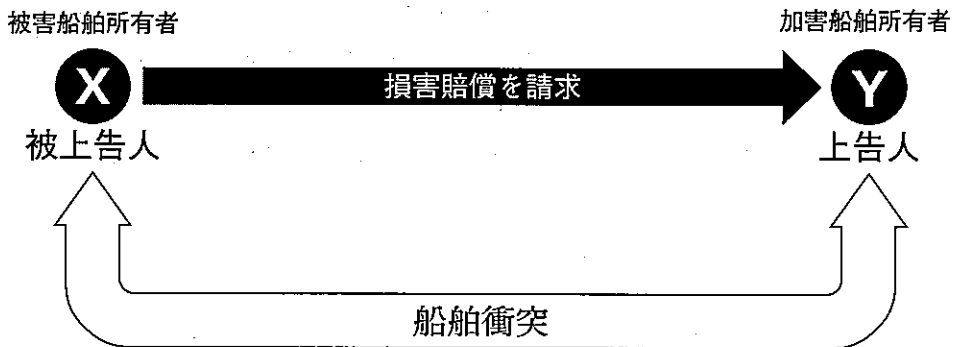 被害船舶所有者
加害船舶所有者
X
損害賠償を請求
Y
被上告人
上告人
船舶衝突